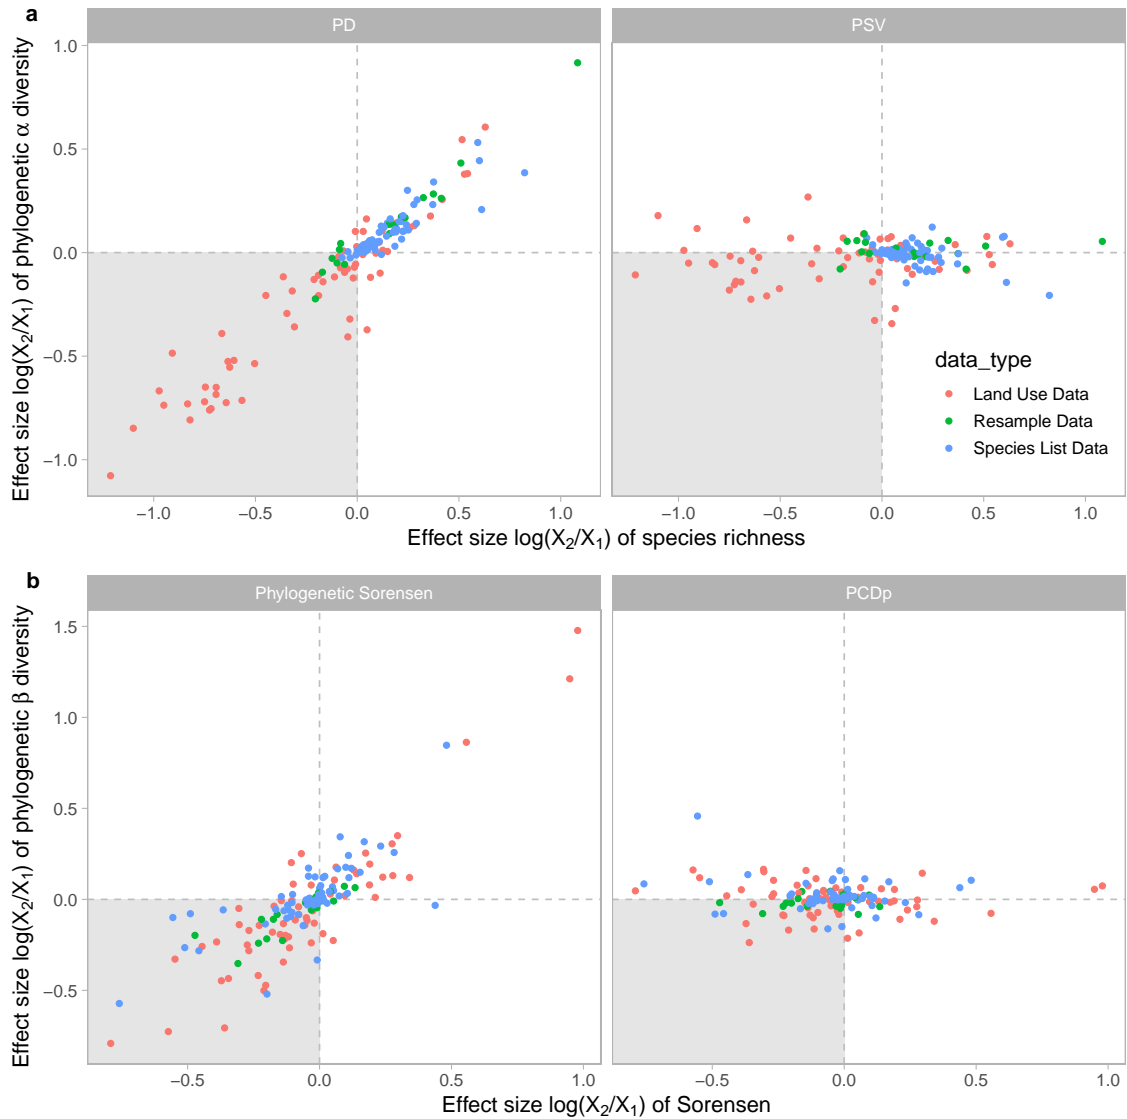 a
PD PSV
Effect size log(X₂/X₁) of phylogenetic α diversity
1.0
0.5
0.0
−0.5
−1.0
data_type
Land Use Data
Resample Data
Species List Data
−1.0 −0.5 0.0 0.5 1.0 −1.0 −0.5 0.0 0.5 1.0
Effect size log(X₂/X₁) of species richness
b
Phylogenetic Sorensen PCDp
Effect size log(X₂/X₁) of phylogenetic β diversity
1.5
1.0
0.5
0.0
−0.5
−0.5 0.0 0.5 1.0 −0.5 0.0 0.5 1.0
Effect size log(X₂/X₁) of Sorensen